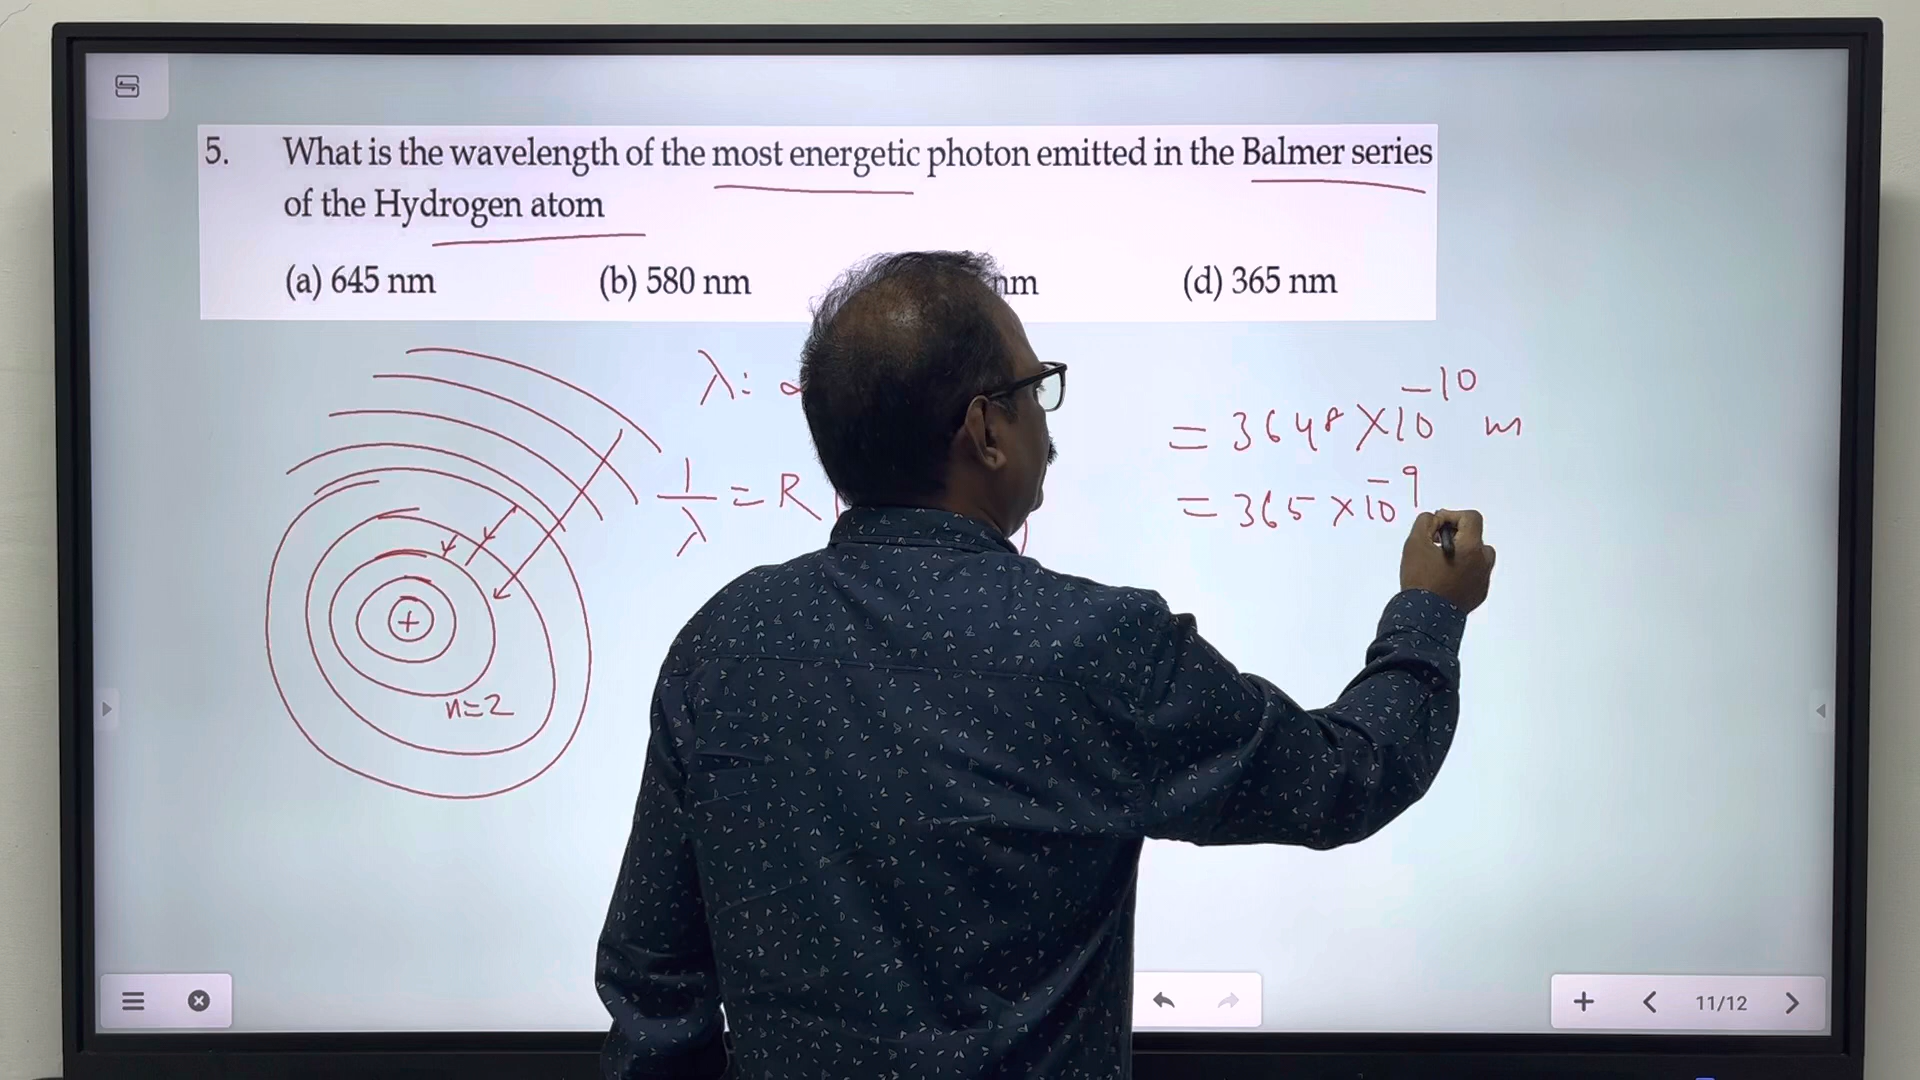 5. What is the wavelength of the most energetic photon emitted in the Balmer series
of the Hydrogen atom
(a) 645 nm (b) 580 nm nm (d) 365 nm
λ:
1/λ = R
n=2
= 3648 × 10⁻¹⁰ m
= 365 × 10⁻⁹
11/12